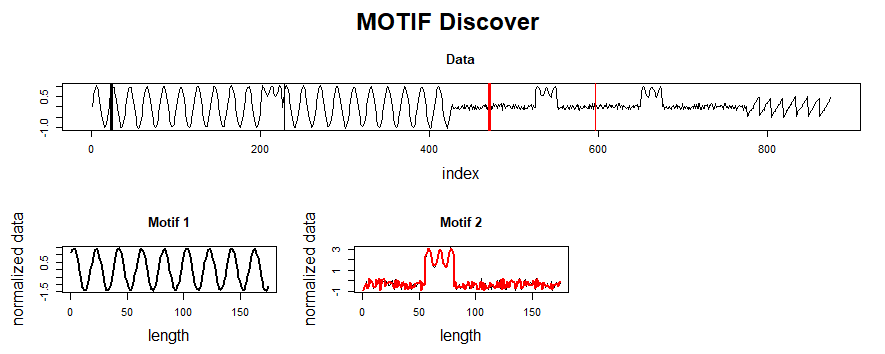 MOTIF Discover
Data
-1.0 0.5
0 200 400 600 800
index
Motif 1 Motif 2
normalized data normalized data
-1.5 0.5 -1 1 3
0 50 100 150 0 50 100 150
length length